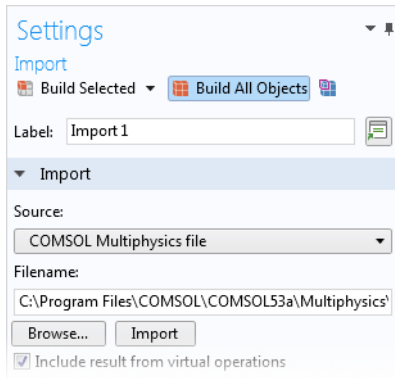 Settings
Import
Build Selected Build All Objects
Label: Import 1
Import
Source:
COMSOL Multiphysics file
Filename:
C:\Program Files\COMSOL\COMSOL53a\Multiphysics\
Browse... Import
Include result from virtual operations